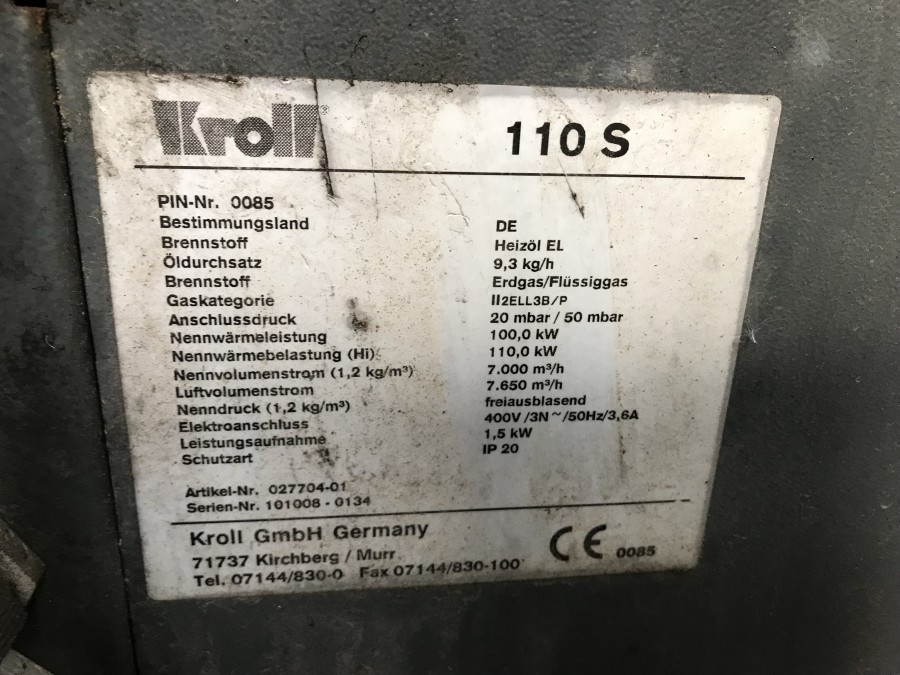 Kroll
110 S
PIN-Nr. 0085
Bestimmungsland DE
Brennstoff Heizöl EL
Öldurchsatz 9,3 kg/h
Brennstoff Erdgas/Flüssiggas
Gaskategorie II2ELL3B/P
Anschlussdruck 20 mbar / 50 mbar
Nennwärmeleistung 100,0 kW
Nennwärmebelastung (Hi) 110,0 kW
Nennvolumenstrom (1,2 kg/m³) 7.000 m³/h
Luftvolumenstrom 7.650 m³/h
Nenndruck (1,2 kg/m³) freiausblasend
Elektroanschluss 400V/3N~/50Hz/3,6A
Leistungsaufnahme 1,5 kW
Schutzart IP 20
Artikel-Nr. 027704-01
Serien-Nr. 101008 - 0134
Kroll GmbH Germany
71737 Kirchberg / Murr
Tel. 07144/830-0 Fax 07144/830-100
CE 0085